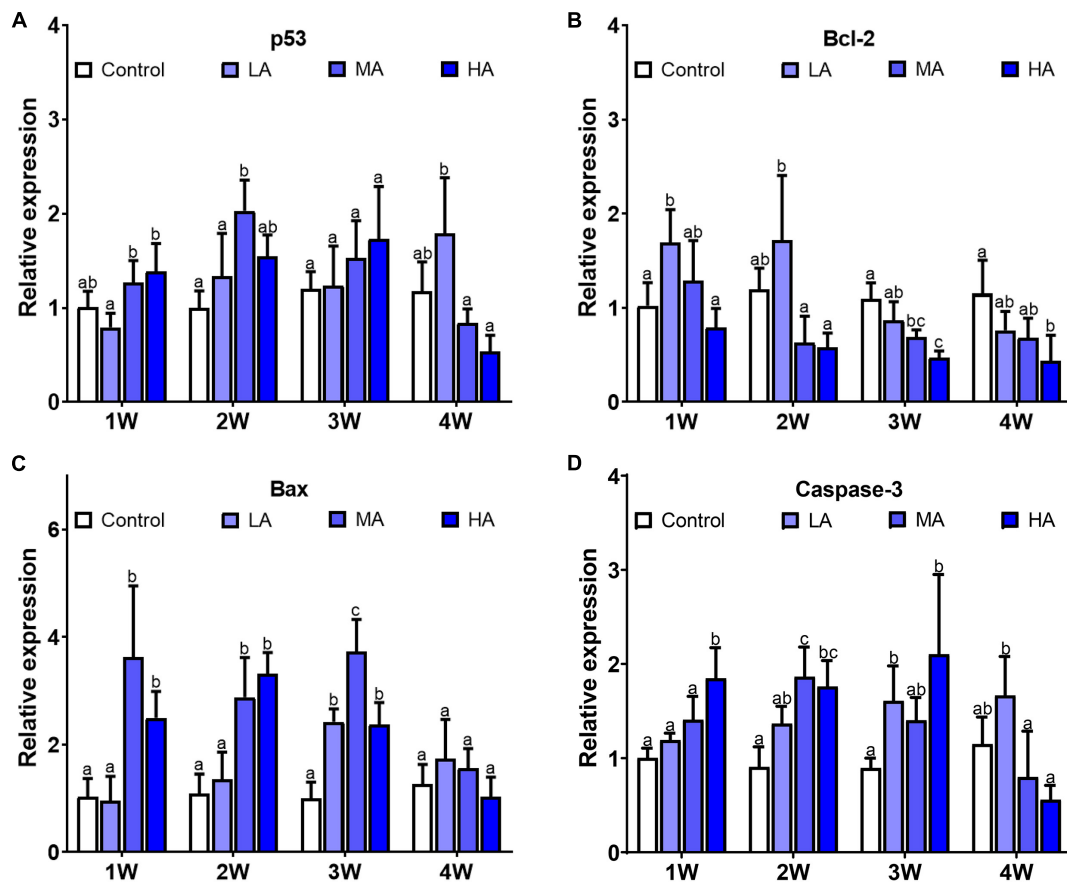 A
p53
Control LA MA HA
Relative expression
4
3
2
1
0
ab a b b
a a b ab
a a a a
ab b a a
1W 2W 3W 4W
B
Bcl-2
Control LA MA HA
Relative expression
4
3
2
1
0
a b ab a
ab b a a
a ab bc c
a ab ab b
1W 2W 3W 4W
C
Bax
Control LA MA HA
Relative expression
6
4
2
0
a a b b
a a b b
a b c b
a a a a
1W 2W 3W 4W
D
Caspase-3
Control LA MA HA
Relative expression
4
3
2
1
0
a a a b
a ab c bc
a b ab b
ab b a a
1W 2W 3W 4W